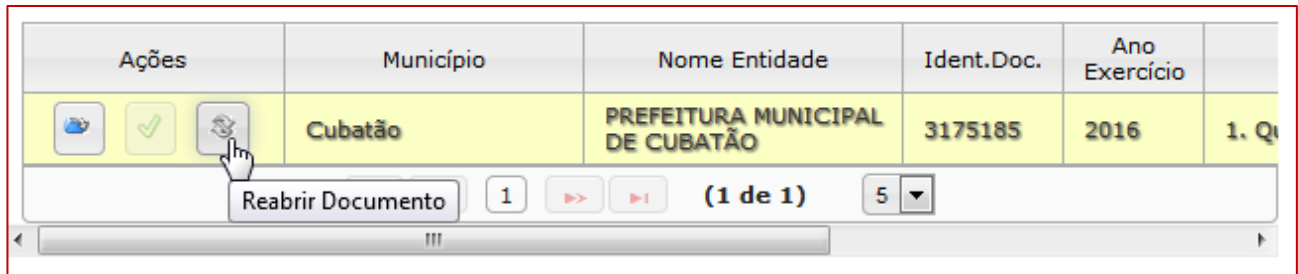 Ações Município Nome Entidade Ident.Doc. Ano
Exercício
Cubatão PREFEITURA MUNICIPAL
DE CUBATÃO 3175185 2016 1.
Reabrir Documento 1 (1 de 1) 5